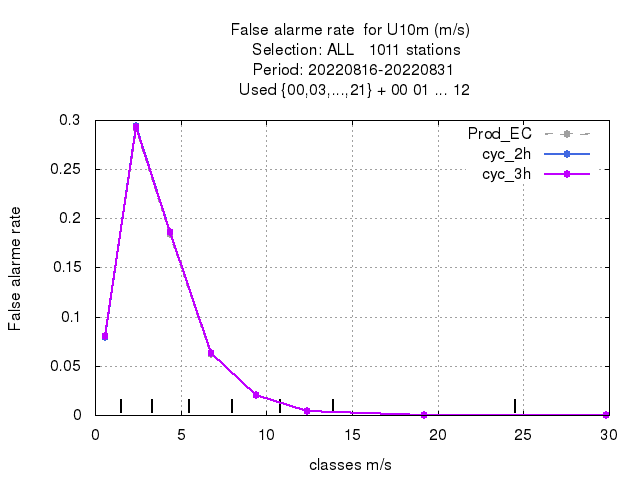 False alarme rate  for U10m (m/s)
Selection: ALL   1011 stations
Period: 20220816-20220831
Used {00,03,...,21} + 00 01 ... 12
0.3
0.25
0.2
0.15
0.1
0.05
0
False alarme rate
Prod_EC
cyc_2h
cyc_3h
0 5 10 15 20 25 30
classes m/s